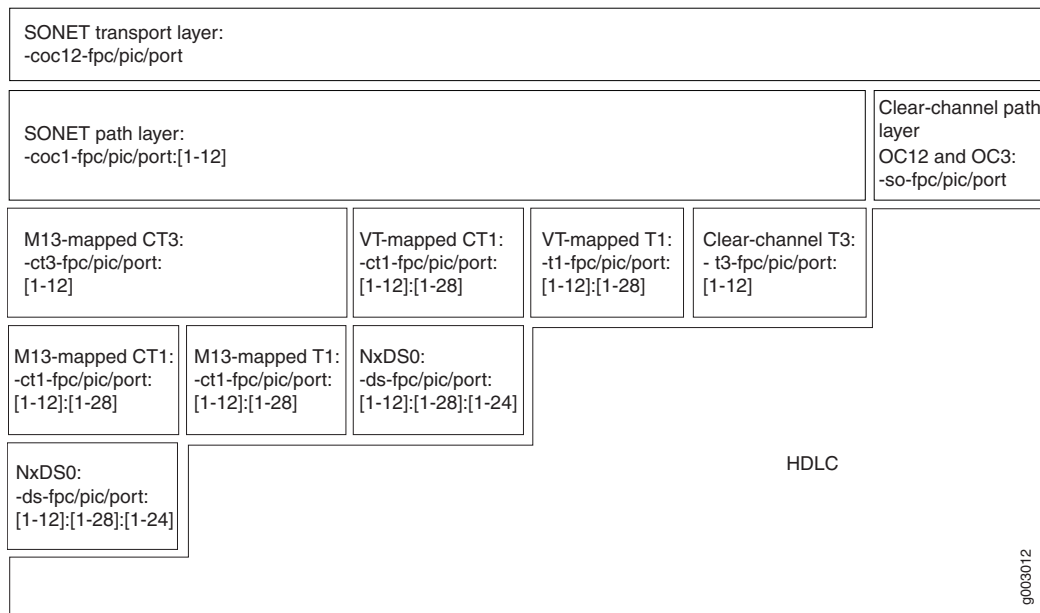 SONET transport layer:
-coc12-fpc/pic/port
SONET path layer:
-coc1-fpc/pic/port:[1-12]
Clear-channel path
layer
OC12 and OC3:
-so-fpc/pic/port
M13-mapped CT3:
-ct3-fpc/pic/port:
[1-12]
VT-mapped CT1:
-ct1-fpc/pic/port:
[1-12]:[1-28]
VT-mapped T1:
-t1-fpc/pic/port:
[1-12]:[1-28]
Clear-channel T3:
- t3-fpc/pic/port:
[1-12]
M13-mapped CT1:
-ct1-fpc/pic/port:
[1-12]:[1-28]
M13-mapped T1:
-ct1-fpc/pic/port:
[1-12]:[1-28]
NxDS0:
-ds-fpc/pic/port:
[1-12]:[1-28]:[1-24]
NxDS0:
-ds-fpc/pic/port:
[1-12]:[1-28]:[1-24]
HDLC
g003012